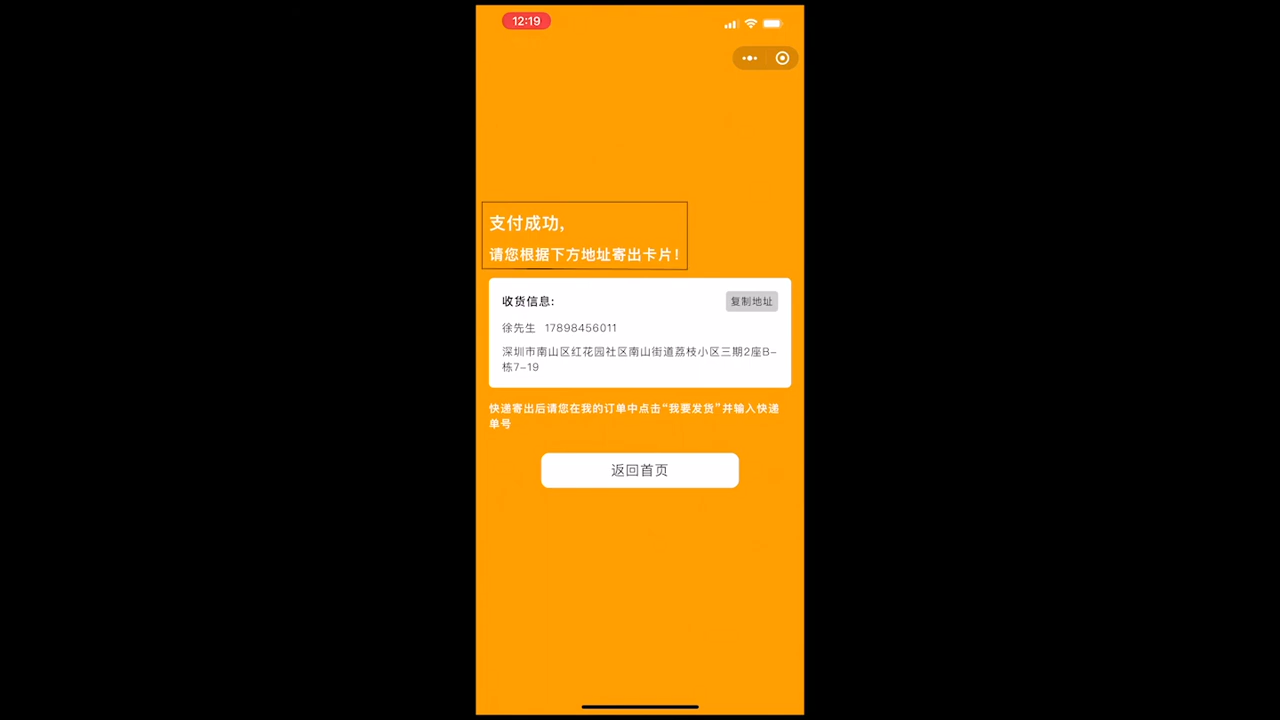 12:19
支付成功,
请您根据下方地址寄出卡片!
收货信息:
复制地址
徐先生 17898456011
深圳市南山区红花园社区南山街道荔枝小区三期2座B-
栋7-19
快递寄出后请您在我的订单中点击“我要发货”并输入快递
单号
返回首页